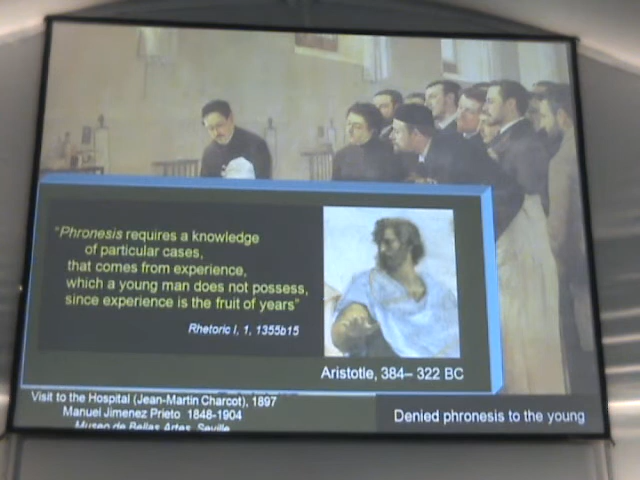 "Phronesis requires a knowledge
of particular cases,
that comes from experience,
which a young man does not possess,
since experience is the fruit of years"
Rhetoric I, 1, 1355b15
Aristotle, 384– 322 BC
Visit to the Hospital (Jean-Martin Charcot), 1897
Manuel Jimenez Prieto 1848-1904
Museo de Bellas Artes, Seville
Denied phronesis to the young